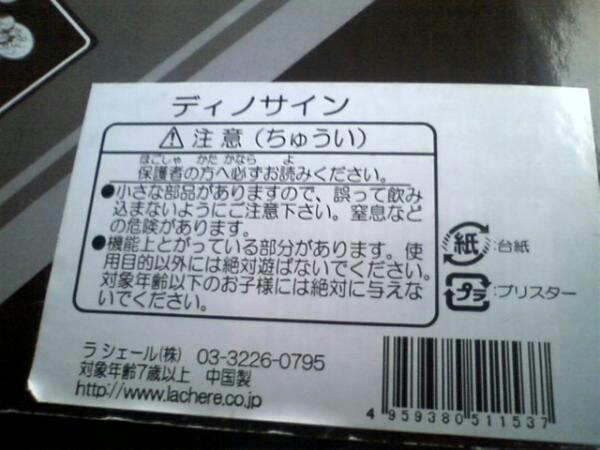 ディノサイン
⚠ 注意 (ちゅうい)
ほごしゃ かた かなら よ
保護者の方へ必ずお読みください。
●小さな部品がありますので、誤って飲み
込まないようにご注意下さい。窒息など
の危険があります。
●機能上とがっている部分があります。使
用目的以外には絶対遊ばないでください。
対象年齢以下のお子様には絶対に与えな
いでください。
紙:台紙
プラ:ブリスター
ラ シェール(株) 03-3226-0795
対象年齢7歳以上 中国製
http://www.lachere.co.jp
4 959380 511537